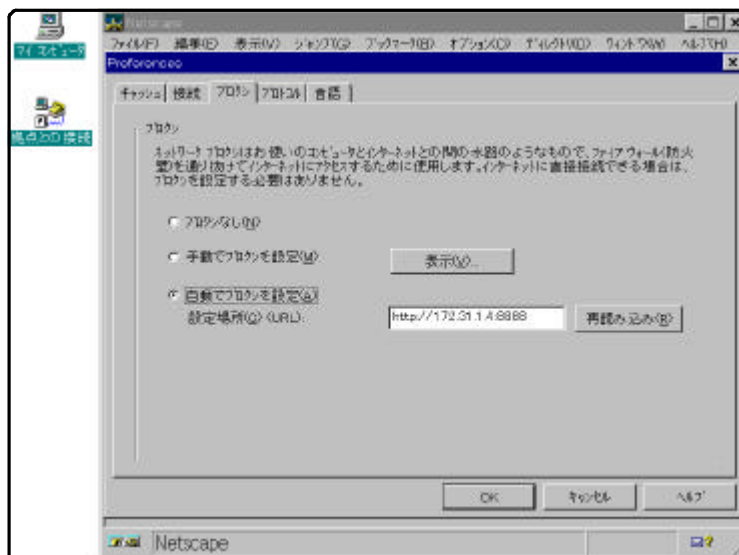 Netscape
マイ コンピュータ
ファイル(F) 編集(E) 表示(V) ジャンプ(G) ブックマーク(B) オプション(O) ディレクトリ(D) ウィンドウ(W) ヘルプ(H)
Preferences
キャッシュ 接続 プロクシ プロトコル 言語
拠点との接続
プロクシ
ネットワーク プロクシはお使いのコンピュータとインターネットとの間の水路のようなもので、ファイアウォール(防火
壁)を通り抜けてインターネットにアクセスするために使用します。インターネットに直接接続できる場合は、
プロクシを設定する必要はありません。
プロクシなし(N)
手動でプロクシを設定(M)
表示(V)...
自動でプロクシを設定(A)
設定場所(C) (URL):
http://172.31.1.4:8888
再読み込み(R)
OK キャンセル ヘルプ
Netscape